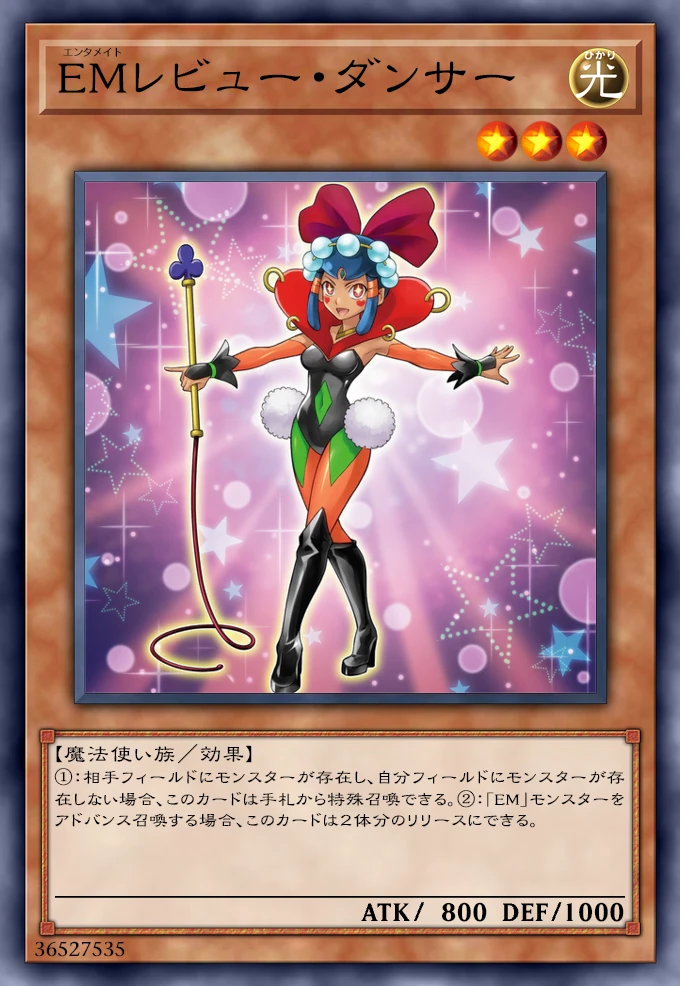 エンタメイト
EMレビュー・ダンサー
ひかり
光
【魔法使い族／効果】
①：相手フィールドにモンスターが存在し、自分フィールドにモンスターが存
在しない場合、このカードは手札から特殊召喚できる。②：「EM」モンスターを
アドバンス召喚する場合、このカードは２体分のリリースにできる。
ATK/ 800 DEF/1000
36527535